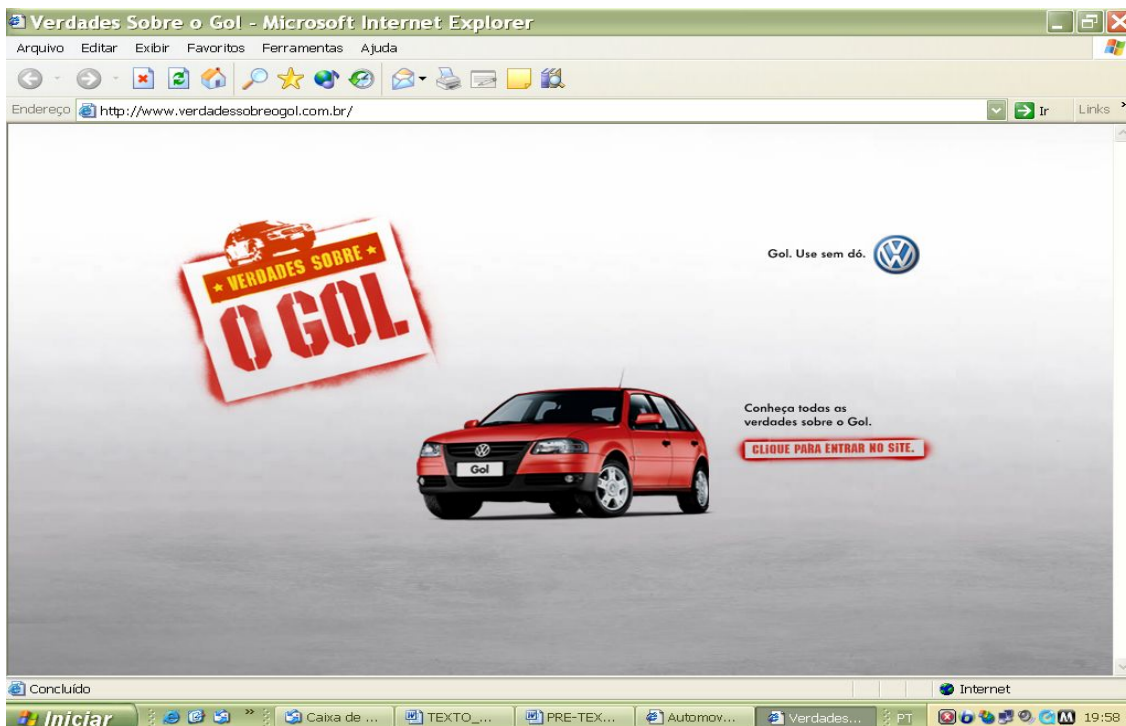 Verdades Sobre o Gol - Microsoft Internet Explorer
Arquivo Editar Exibir Favoritos Ferramentas Ajuda
Endereço http://www.verdadessobreogol.com.br/ Ir Links
VERDADES SOBRE
O GOL
Gol. Use sem dó.
Gol
Conheça todas as
verdades sobre o Gol.
CLIQUE PARA ENTRAR NO SITE.
Concluído Internet
Iniciar Caixa de ... TEXTO_... PRE-TEX... Automov... Verdades... PT 19:58